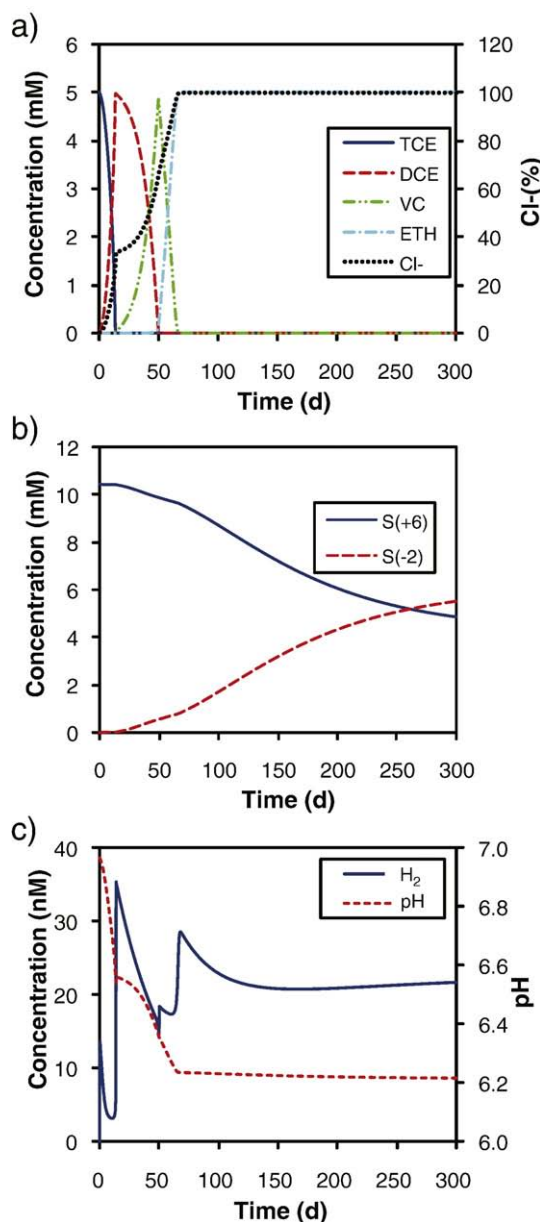 a)
6
5
4
3
2
1
0
Concentration (mM)
120
100
80
60
40
20
0
Cl-(%)
TCE
DCE
VC
ETH
Cl-
0 50 100 150 200 250 300
Time (d)
b)
12
10
8
6
4
2
0
Concentration (mM)
S(+6)
S(-2)
0 50 100 150 200 250 300
Time (d)
c)
40
30
20
10
0
Concentration (nM)
7.0
6.8
6.6
6.4
6.2
6.0
pH
H₂
pH
0 50 100 150 200 250 300
Time (d)